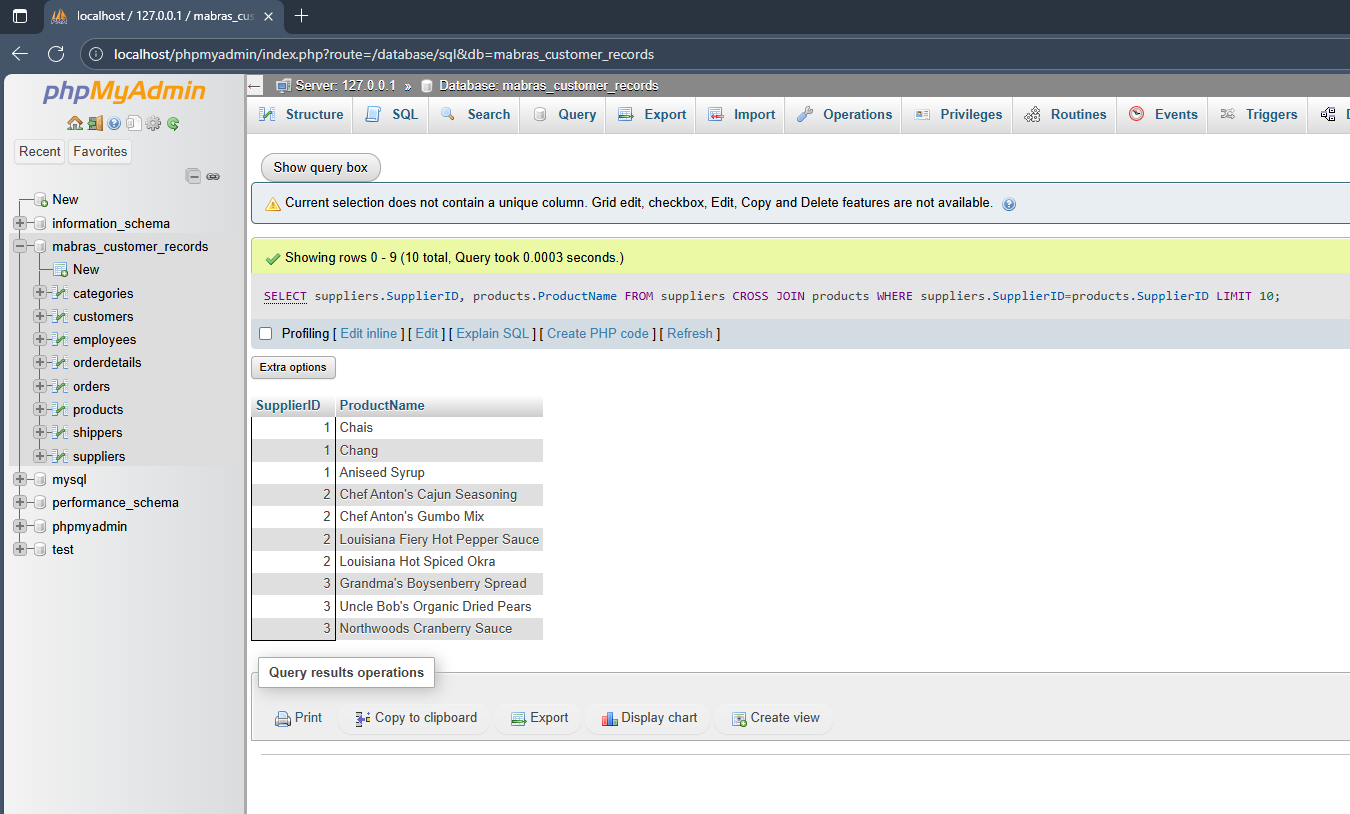 localhost / 127.0.0.1 / mabras_cus
localhost/phpmyadmin/index.php?route=/database/sql&db=mabras_customer_records
phpMyAdmin
Recent
Favorites
New
information_schema
mabras_customer_records
New
categories
customers
employees
orderdetails
orders
products
shippers
suppliers
mysql
performance_schema
phpmyadmin
test
Server: 127.0.0.1 » Database: mabras_customer_records
Structure SQL Search Query Export Import Operations Privileges Routines Events Triggers
Show query box
Current selection does not contain a unique column. Grid edit, checkbox, Edit, Copy and Delete features are not available.
Showing rows 0 - 9 (10 total, Query took 0.0003 seconds.)
SELECT suppliers.SupplierID, products.ProductName FROM suppliers CROSS JOIN products WHERE suppliers.SupplierID=products.SupplierID LIMIT 10;
Profiling [ Edit inline ] [ Edit ] [ Explain SQL ] [ Create PHP code ] [ Refresh ]
Extra options
SupplierID ProductName
1 Chais
1 Chang
1 Aniseed Syrup
2 Chef Anton's Cajun Seasoning
2 Chef Anton's Gumbo Mix
2 Louisiana Fiery Hot Pepper Sauce
2 Louisiana Hot Spiced Okra
3 Grandma's Boysenberry Spread
3 Uncle Bob's Organic Dried Pears
3 Northwoods Cranberry Sauce
Query results operations
Print Copy to clipboard Export Display chart Create view